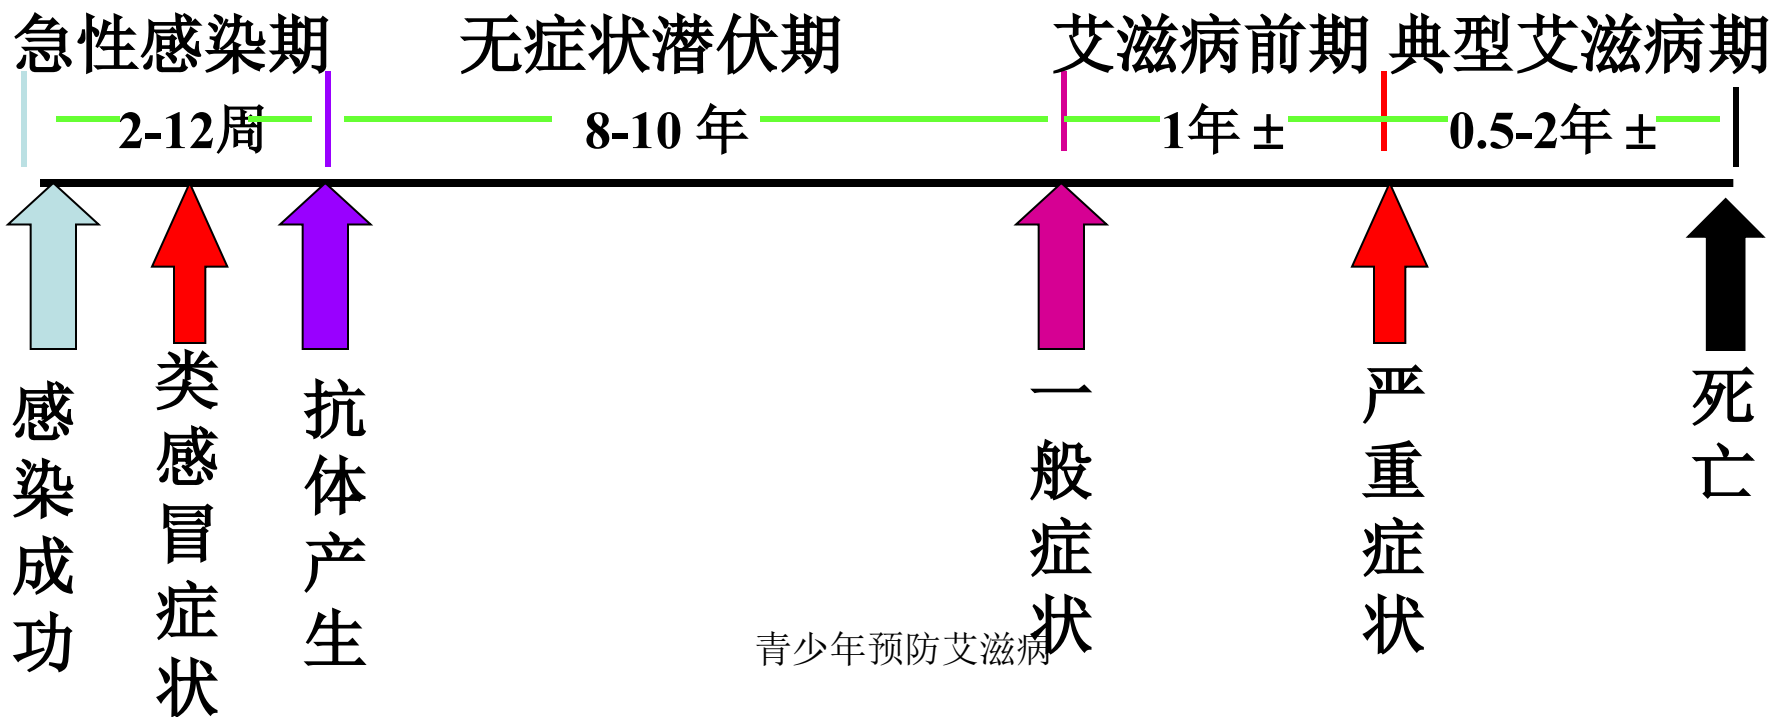 急性感染期
无症状潜伏期
艾滋病前期
典型艾滋病期
2-12周
8-10 年
1年 ±
0.5-2年 ±
感染成功
类感冒症状
抗体产生
一般症状
严重症状
死亡
青少年预防艾滋病